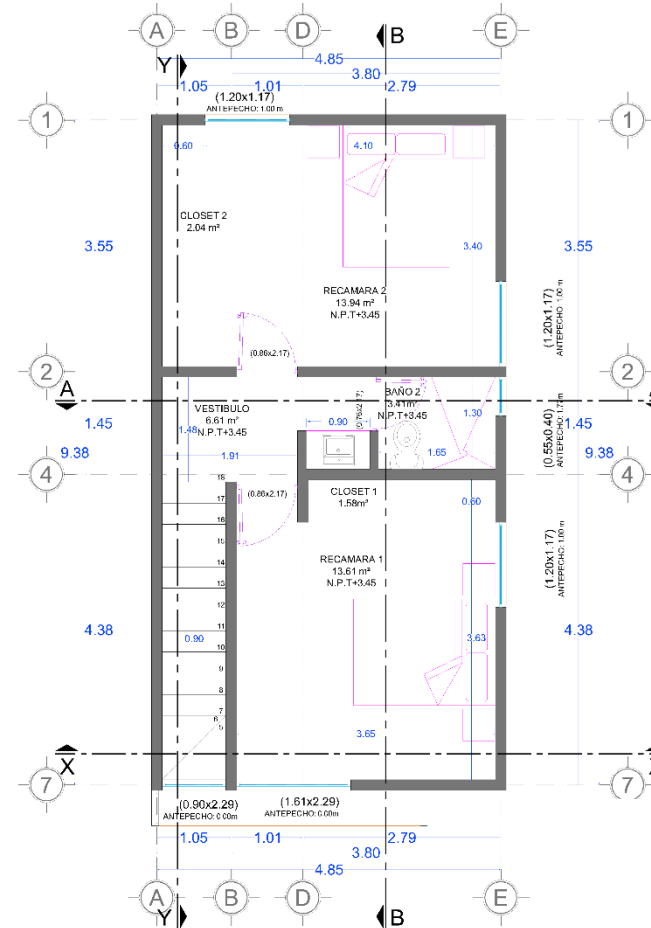 A
B
D
E
Y
B
4.85
3.80
1.05
1.01
2.79
(1.20x1.17)
ANTEPECHO: 1.00 m
1
1
0.60
4.10
CLOSET 2
2.04 m²
3.55
3.40
3.55
RECAMARA 2
13.94 m²
N.P.T+3.45
(1.20x1.17)
ANTEPECHO: 1.00 m
(0.86x2.17)
2
2
A
BAÑO 2
3.41m²
N.P.T+3.45
VESTIBULO
6.61 m²
N.P.T+3.45
(0.76x2.17)
1.45
1.48
0.90
1.30
1.45
(0.55x0.40)
9.38
1.91
1.65
9.38
4
4
18
17
16
15
14
13
12
11
10
9
8
7
6
5
(0.86x2.17)
CLOSET 1
1.58m²
0.60
RECAMARA 1
13.61 m²
N.P.T+3.45
(1.20x1.17)
ANTEPECHO: 1.00 m
4.38
0.90
3.63
4.38
3.65
X
7
7
(0.90x2.29)
ANTEPECHO: 0.00m
(1.61x2.29)
ANTEPECHO: 0.00m
1.05
1.01
2.79
3.80
4.85
A
B
D
E
Y
B